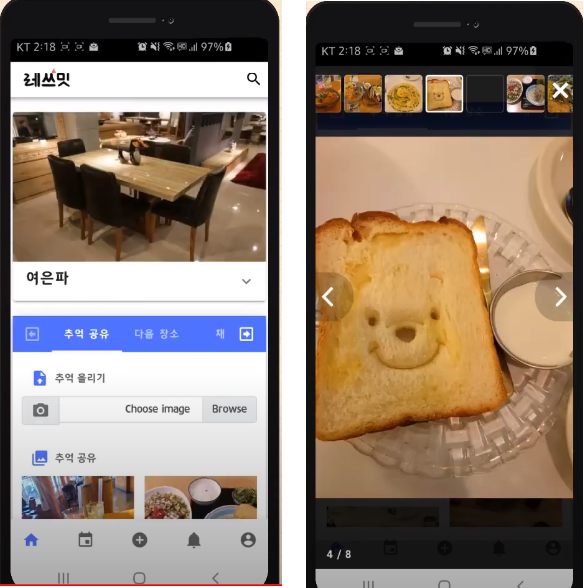 KT 2:18
97%
레쓰밋
여은파
추억 공유
다음 장소
채
추억 올리기
Choose image
Browse
추억 공유
KT 2:18
97%
4 / 8